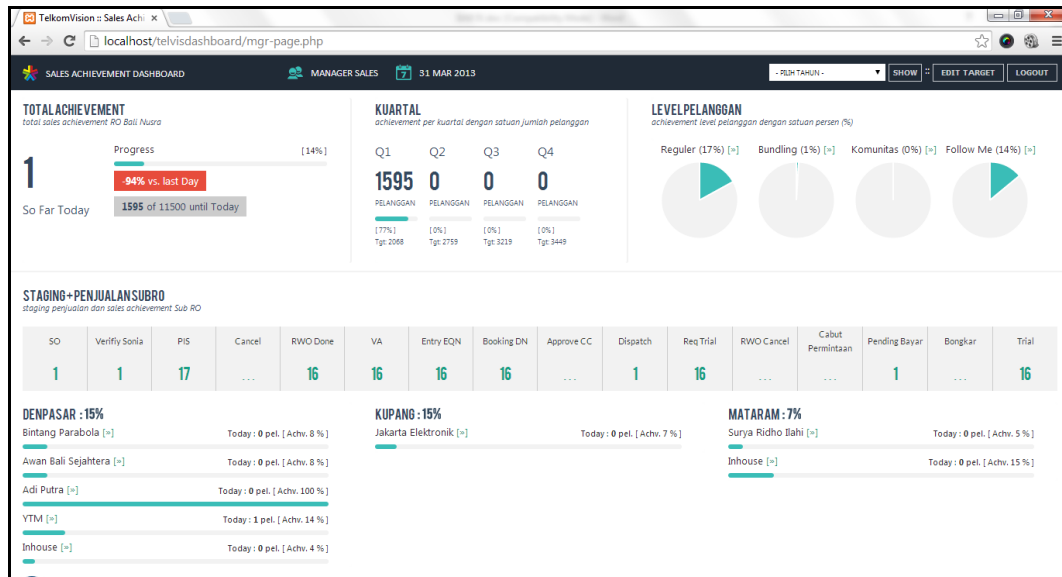 TelkomVision :: Sales Achi ×
localhost/telvisdashboard/mgr-page.php
SALES ACHIEVEMENT DASHBOARD
MANAGER SALES
7
31 MAR 2013
- PILIH TAHUN -
SHOW
::
EDIT TARGET
LOGOUT
TOTAL ACHIEVEMENT
total sales achievement RO Bali Nusra
1
So Far Today
Progress [14%]
-94% vs. last Day
1595 of 11500 until Today
KUARTAL
achievement per kuartal dengan satuan jumlah pelanggan
Q1 Q2 Q3 Q4
1595 0 0 0
PELANGGAN PELANGGAN PELANGGAN PELANGGAN
[77%] [0%] [0%] [0%]
Tgt: 2068 Tgt: 2759 Tgt: 3219 Tgt: 3449
LEVEL PELANGGAN
achievement level pelanggan dengan satuan persen (%)
Reguler (17%) [»] Bundling (1%) [»] Komunitas (0%) [»] Follow Me (14%) [»]
STAGING+PENJUALAN SUBRO
staging penjualan dan sales achievement Sub RO
SO
1
Verifiy Sonia
1
PIS
17
Cancel
...
RWO Done
16
VA
16
Entry EQN
16
Booking DN
16
Approve CC
...
Dispatch
1
Req Trial
16
RWO Cancel
...
Cabut
Permintaan
...
Pending Bayar
1
Bongkar
...
Trial
16
DENPASAR : 15%
Bintang Parabola [»] Today : 0 pel. [ Achv. 8 % ]
Awan Bali Sejahtera [»] Today : 0 pel. [ Achv. 8 % ]
Adi Putra [»] Today : 0 pel. [ Achv. 100 % ]
YTM [»] Today : 1 pel. [ Achv. 14 % ]
Inhouse [»] Today : 0 pel. [ Achv. 4 % ]
KUPANG : 15%
Jakarta Elektronik [»] Today : 0 pel. [ Achv. 7 % ]
MATARAM : 7%
Surya Ridho Ilahi [»] Today : 0 pel. [ Achv. 5 % ]
Inhouse [»] Today : 0 pel. [ Achv. 15 % ]